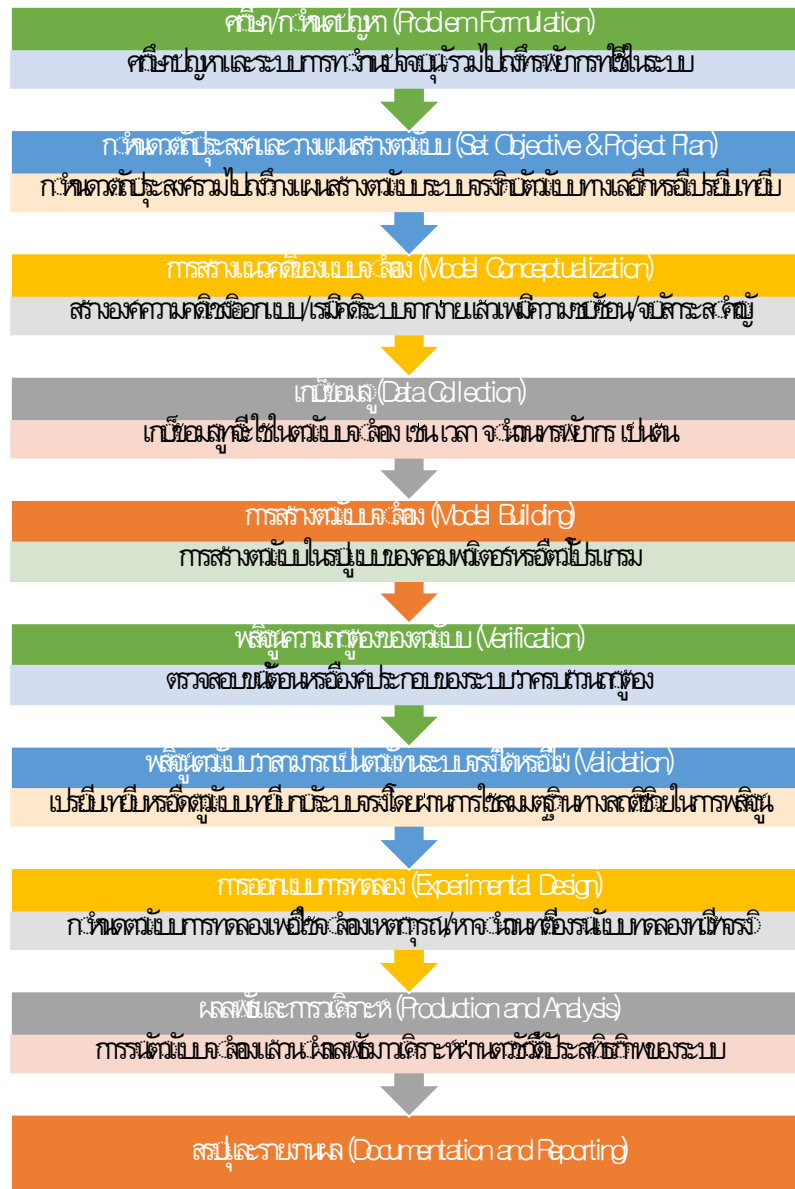 ศึกษา/กำหนดปัญหา (Problem Formulation)
ศึกษาปัญหาและระบบการทำงานปัจจุบัน รวมไปถึงทรัพยากรที่ใช้ในระบบ
กำหนดวัตถุประสงค์และวางแผนสร้างตัวแบบ (Set Objective & Project Plan)
กำหนดวัตถุประสงค์รวมไปถึงวางแผนสร้างตัวแบบระบบจริงกับตัวแบบทางเลือกหรือเปรียบเทียบ
การสร้างแนวคิดของแบบจำลอง (Model Conceptualization)
สร้างองค์ความคิดเชิงออกแบบ/เริ่มคิดระบบจากง่ายแล้วเพิ่มความซับซ้อน/จับสาระสำคัญ
เก็บข้อมูล (Data Collection)
เก็บข้อมูลที่จะใช้ในตัวแบบจำลอง เช่น เวลา จำนวนทรัพยากร เป็นต้น
การสร้างตัวแบบจำลอง (Model Building)
การสร้างตัวแบบในรูปแบบของคอมพิวเตอร์หรือตัวโปรแกรม
พิสูจน์ความถูกต้องของตัวแบบ (Verification)
ตรวจสอบขั้นตอนหรือองค์ประกอบของระบบว่าครบถ้วนถูกต้อง
พิสูจน์ตัวแบบว่าสามารถเป็นตัวแทนระบบจริงได้หรือไม่ (Validation)
เปรียบเทียบหรือดูตัวแบบเทียบกับระบบจริงโดยผ่านการใช้สมมติฐานทางสถิติช่วยในการพิสูจน์
การออกแบบการทดลอง (Experimental Design)
กำหนดตัวแบบการทดลองเพื่อใช้จำลองเหตุการณ์/หาจำนวนที่ต้องรันแบบทดลองที่แท้จริง
ผลลัพธ์และการวิเคราะห์ (Production and Analysis)
การรันตัวแบบจำลองแล้วนำผลลัพธ์มาวิเคราะห์ผ่านตัวชี้วัดประสิทธิภาพของระบบ
สรุปและรายงานผล (Documentation and Reporting)